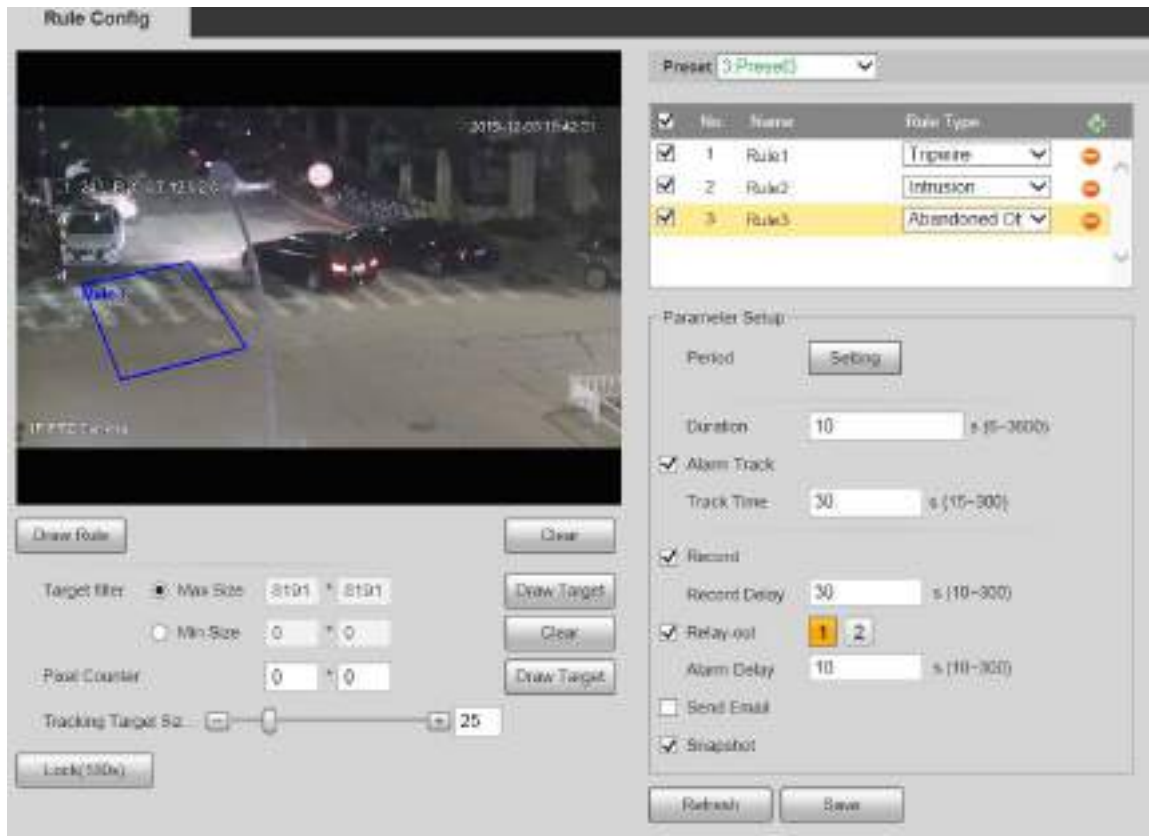 Rule Config
Preset
No. Name Rule Type
1 Rule1 Tripwire
2 Rule2 Intrusion
3 Rule3 Abandoned Ob
Parameter Setup
Period Setting
Duration 10 s (6~3600)
Alarm Track
Track Time 30 s (15~300)
Record
Record Delay 30 s (10~300)
Relay-out 1 2
Alarm Delay 10 s (10~300)
Send Email
Snapshot
Refresh Save
IP PTZ Camera
Draw Rule Clear
Target filter Max Size 8191 * 8191 Draw Target
Min Size 0 * 0 Clear
Pixel Counter 0 * 0 Draw Target
Tracking Target Siz 25
Lock(180s)